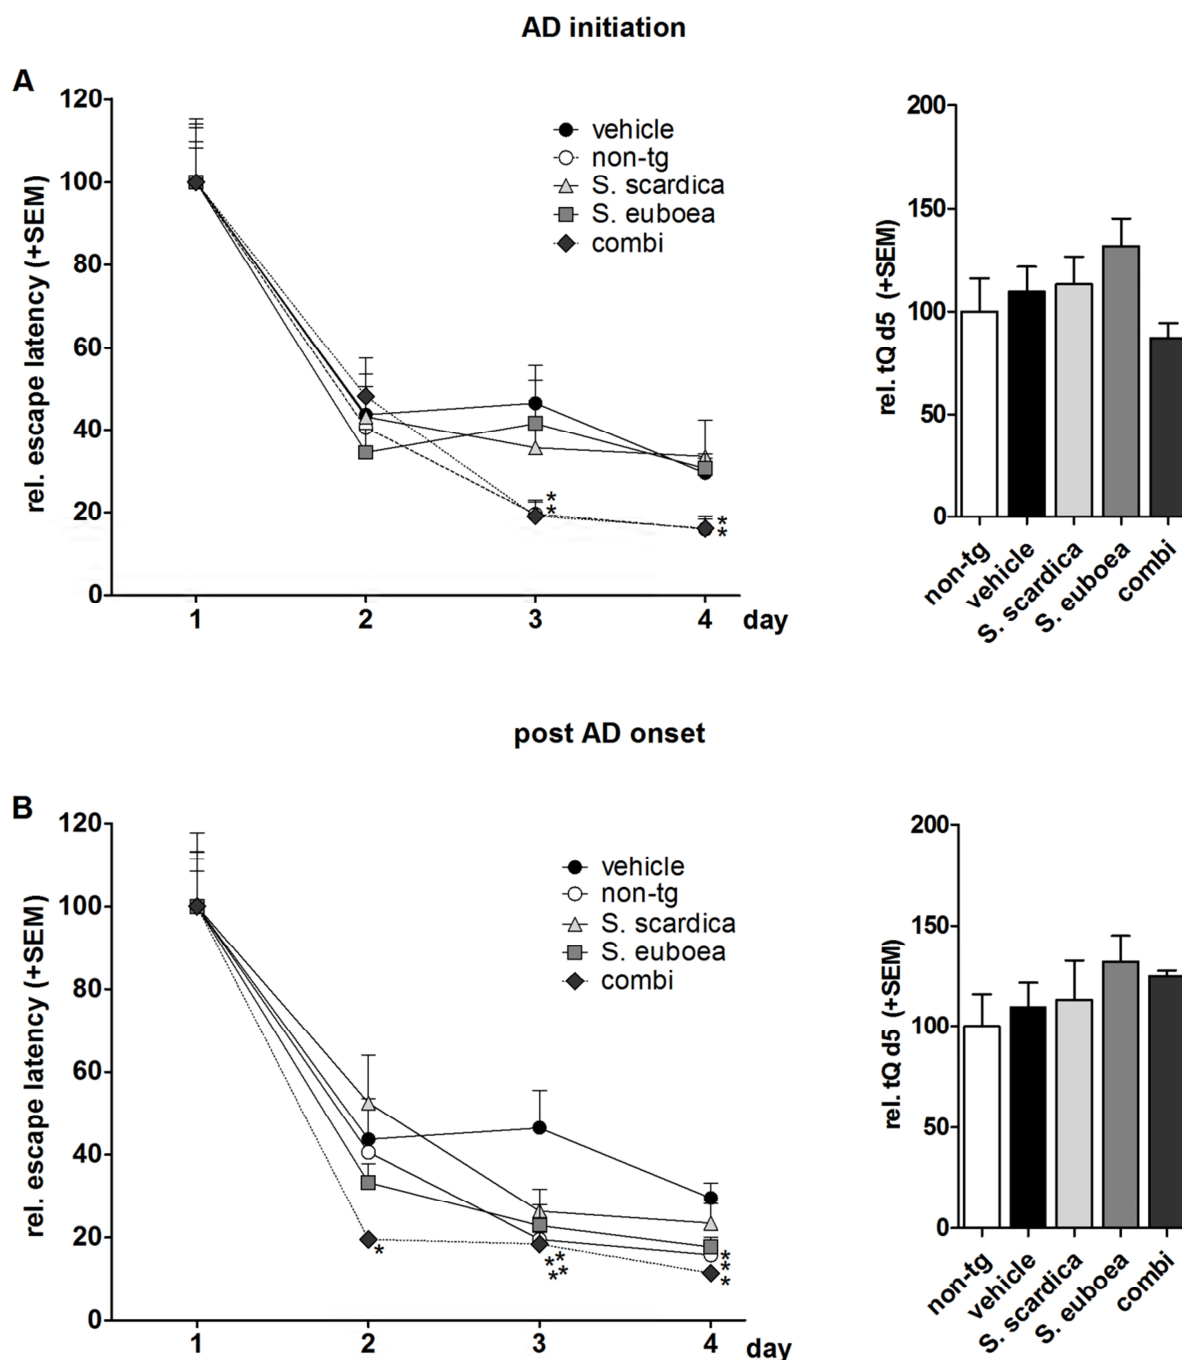 AD initiation
A
rel. escape latency (+SEM)
120
100
80
60
40
20
0
1 2 3 4 day
vehicle
non-tg
S. scardica
S. euboea
combi
*
*
*
*
rel. tQ d5 (+SEM)
200
150
100
50
0
non-tg
vehicle
S. scardica
S. euboea
combi
post AD onset
B
rel. escape latency (+SEM)
120
100
80
60
40
20
0
1 2 3 4 day
vehicle
non-tg
S. scardica
S. euboea
combi
*
**
**
*
*
*
rel. tQ d5 (+SEM)
200
150
100
50
0
non-tg
vehicle
S. scardica
S. euboea
combi